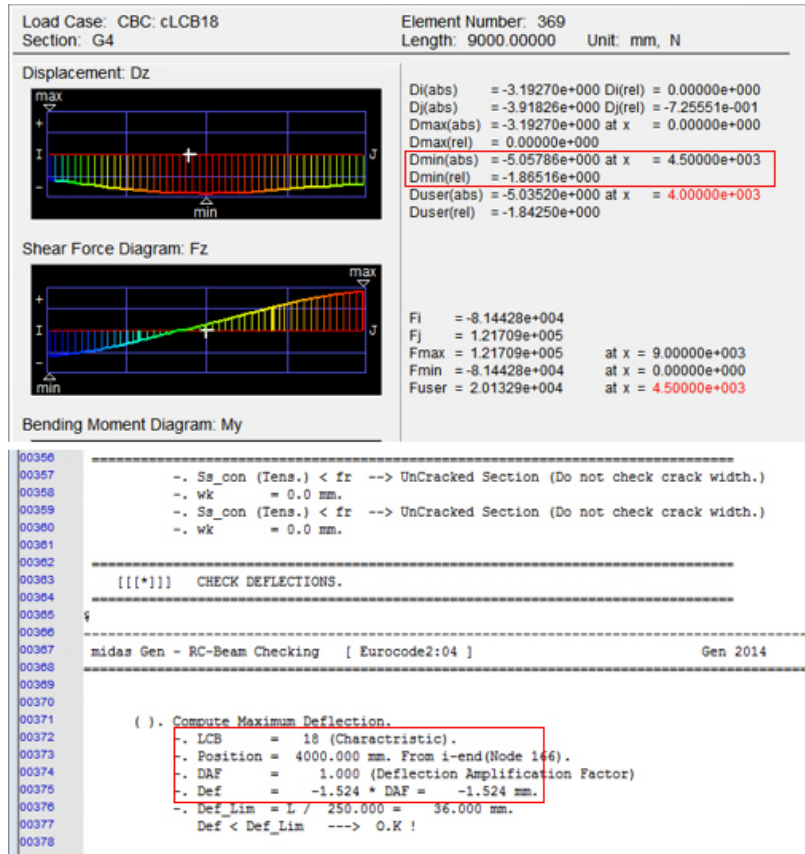 Load Case: CBC: cLCB18 Element Number: 369
Section: G4 Length: 9000.00000 Unit: mm, N
Displacement: Dz
max
+
I
J
-
min
Di(abs) = -3.19270e+000 Di(rel) = 0.00000e+000
Dj(abs) = -3.91826e+000 Dj(rel) = -7.25551e-001
Dmax(abs) = -3.19270e+000 at x = 0.00000e+000
Dmax(rel) = 0.00000e+000
Dmin(abs) = -5.05786e+000 at x = 4.50000e+003
Dmin(rel) = -1.86516e+000
Duser(abs) = -5.03520e+000 at x = 4.00000e+003
Duser(rel) = -1.84250e+000
Shear Force Diagram: Fz
max
+
I
J
-
min
Fi = -8.14428e+004
Fj = 1.21709e+005
Fmax = 1.21709e+005 at x = 9.00000e+003
Fmin = -8.14428e+004 at x = 0.00000e+000
Fuser = 2.01329e+004 at x = 4.50000e+003
Bending Moment Diagram: My
00356 ================================================
00357 -. Ss_con (Tens.) < fr --> UnCracked Section (Do not check crack width.)
00358 -. wk = 0.0 mm.
00359 -. Ss_con (Tens.) < fr --> UnCracked Section (Do not check crack width.)
00360 -. wk = 0.0 mm.
00361
00362 ================================================
00363 [[[*]]] CHECK DEFLECTIONS.
00364 ================================================
00365
00366 ------------------------------------------------
00367 midas Gen - RC-Beam Checking [ Eurocode2:04 ] Gen 2014
00368 ================================================
00369
00370
00371 ( ). Compute Maximum Deflection.
00372 -. LCB = 18 (Charactristic).
00373 -. Position = 4000.000 mm. From i-end(Node 166).
00374 -. DAF = 1.000 (Deflection Amplification Factor)
00375 -. Def = -1.524 * DAF = -1.524 mm.
00376 -. Def_Lim = L / 250.000 = 36.000 mm.
00377 Def < Def_Lim ---> O.K !
00378